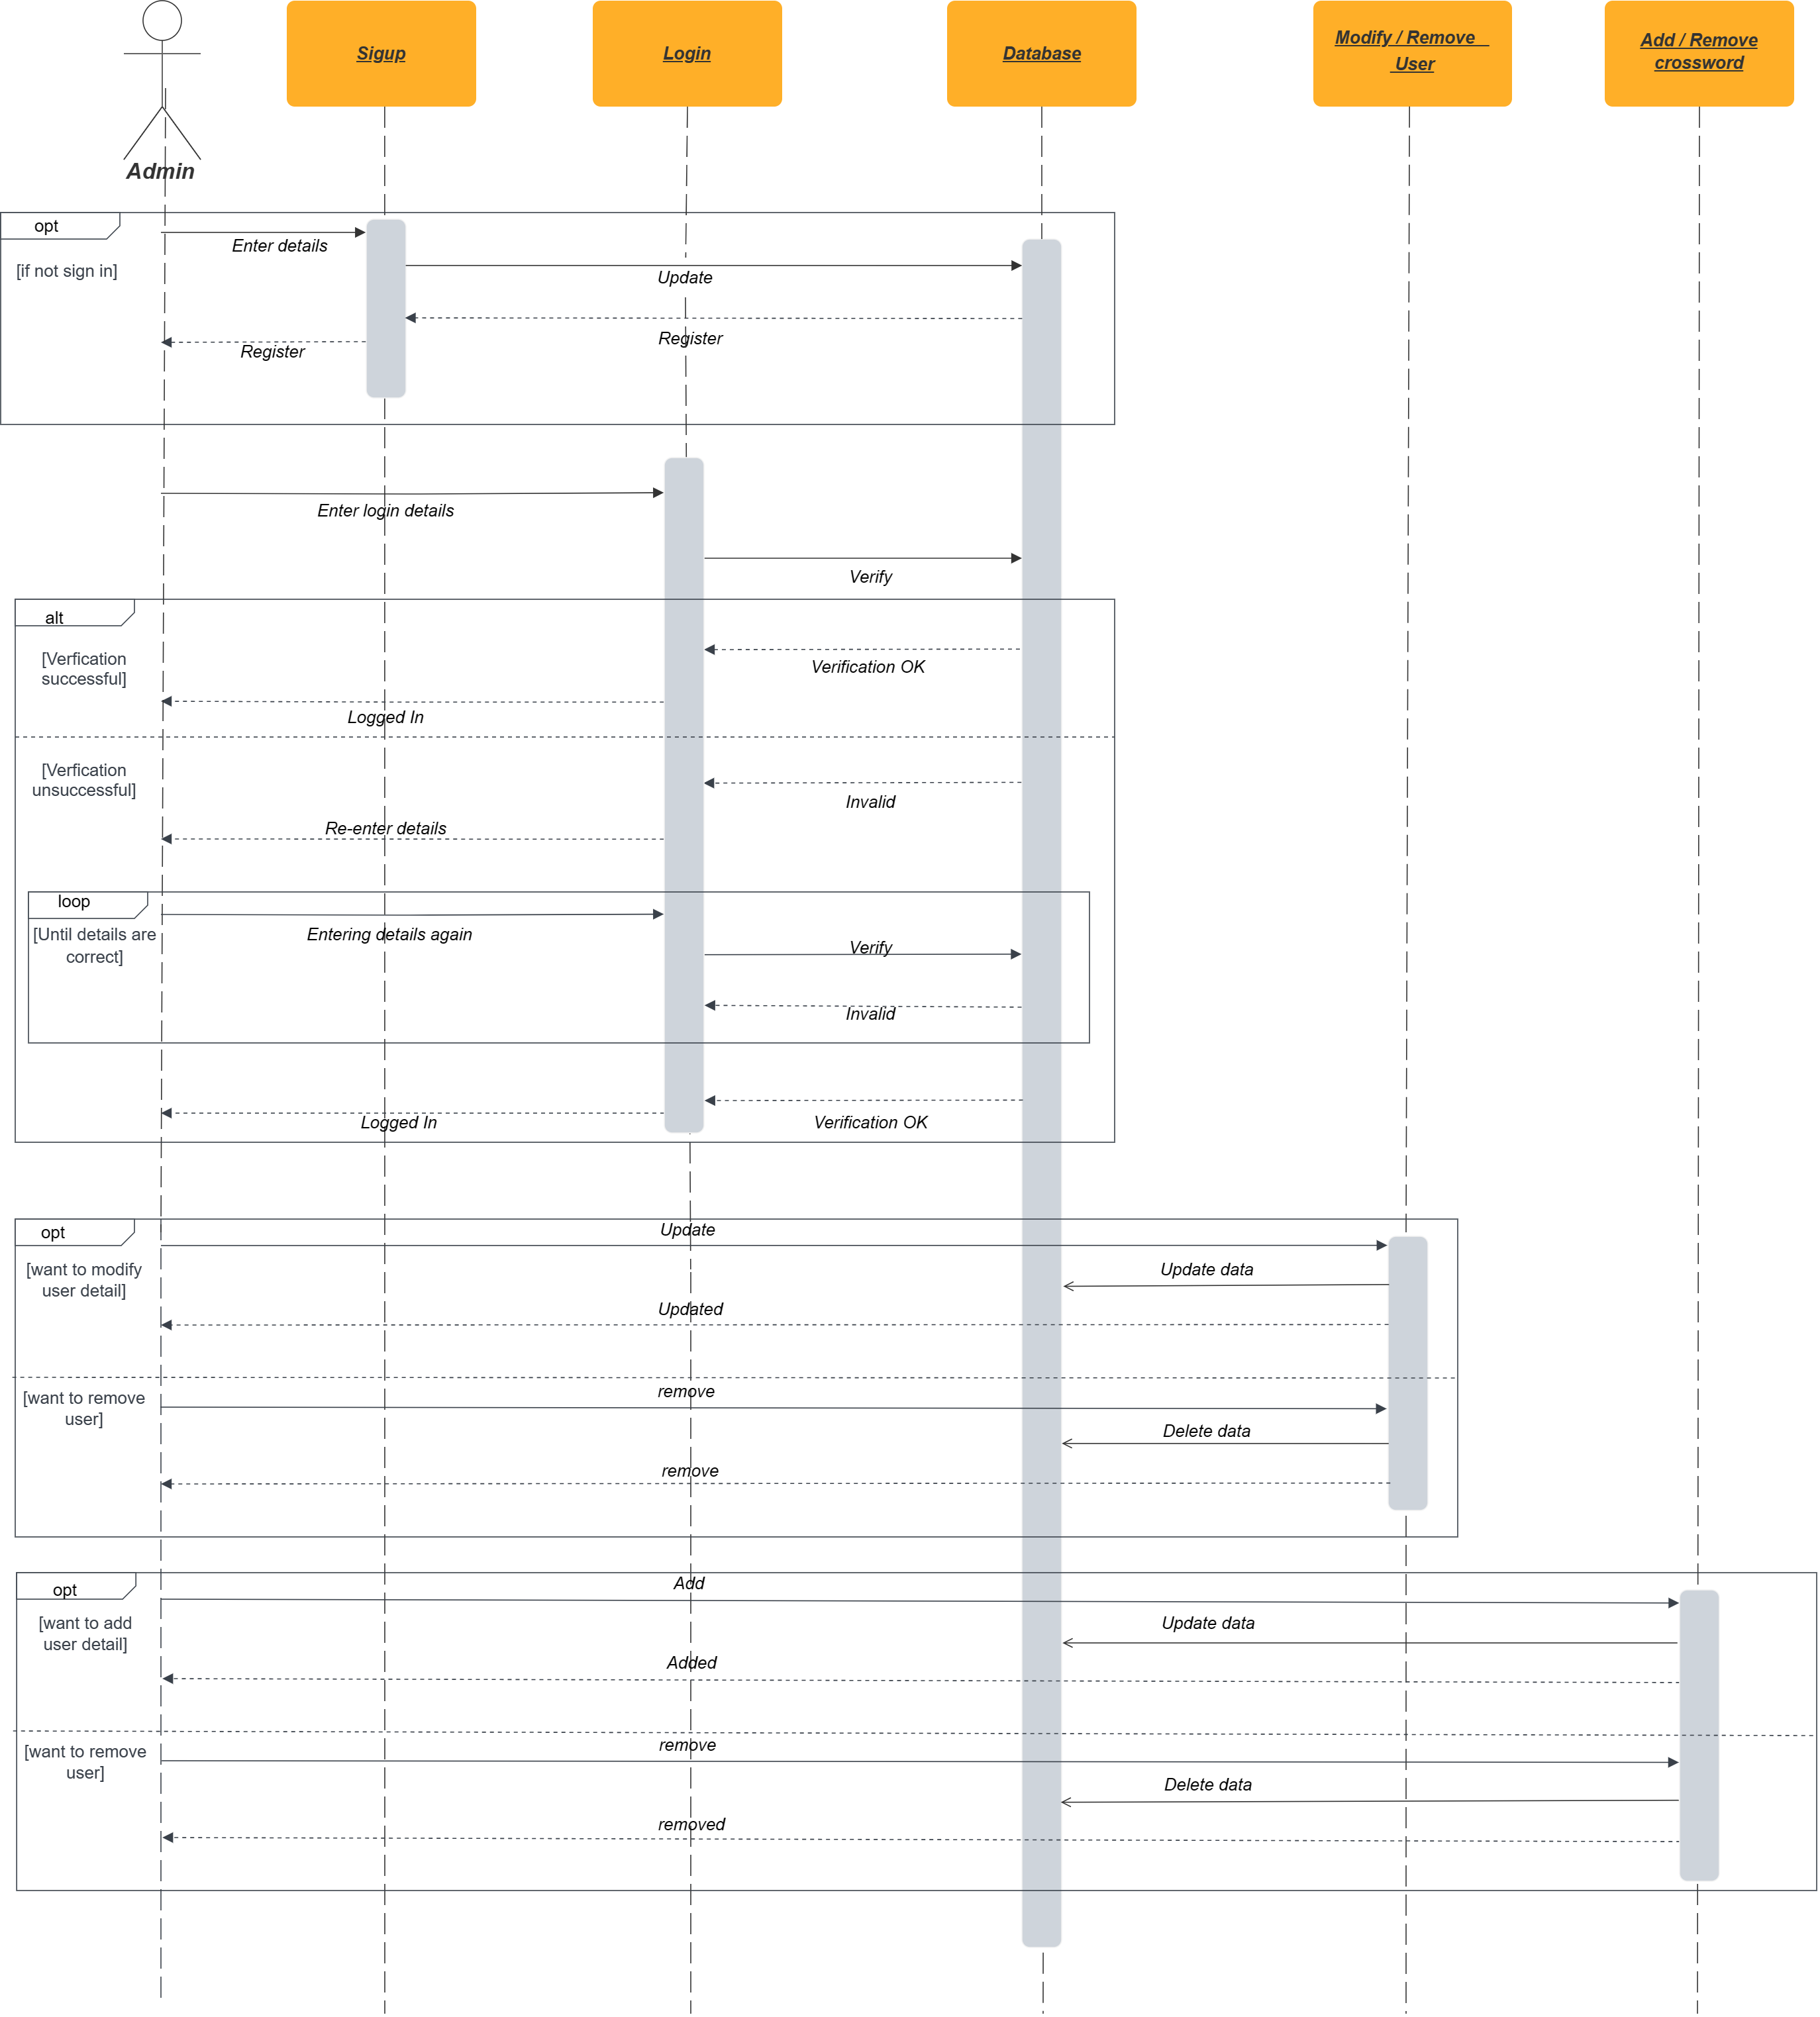 Sigup
Login
Database
Modify / Remove
User
Add / Remove
crossword
Admin
opt
[if not sign in]
Enter details
Update
Register
Register
Enter login details
Verify
alt
[Verfication
successful]
Verification OK
Logged In
[Verfication
unsuccessful]
Invalid
Re-enter details
loop
[Until details are
correct]
Entering details again
Verify
Invalid
Logged In
Verification OK
opt
Update
[want to modify
user detail]
Update data
Updated
[want to remove
user]
remove
Delete data
remove
opt
Add
[want to add
user detail]
Update data
Added
[want to remove
user]
remove
Delete data
removed